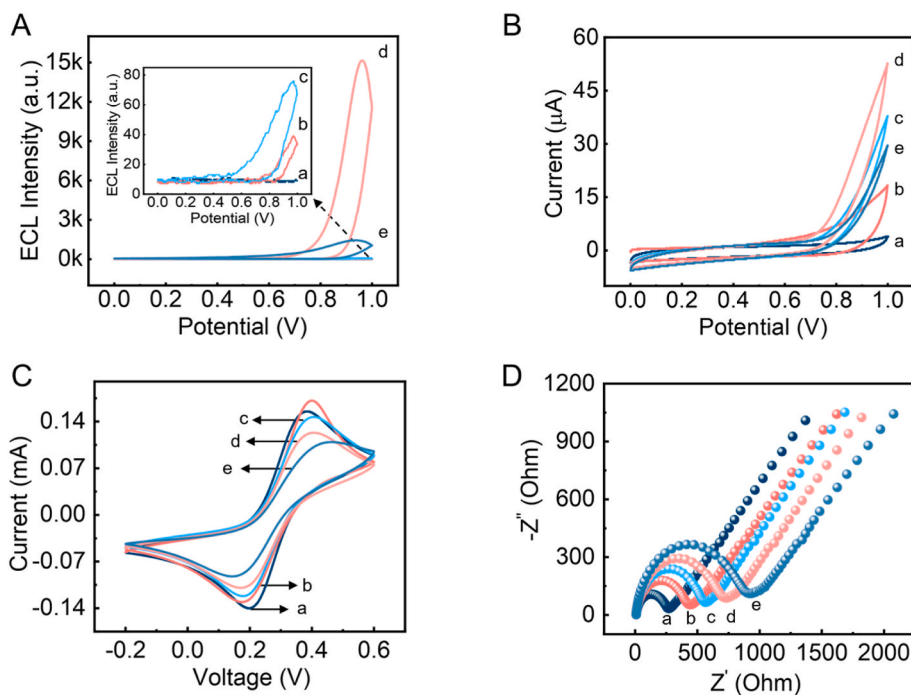 A
ECL Intensity (a.u.)
15k
12k
9k
6k
3k
0k
0.0 0.2 0.4 0.6 0.8 1.0
Potential (V)
d
e
ECL Intensity (a.u.)
80
60
40
20
0
0.0 0.2 0.4 0.6 0.8 1.0
Potential (V)
c
b
a
B
Current (μA)
60
45
30
15
0
0.0 0.2 0.4 0.6 0.8 1.0
Potential (V)
d
c
e
b
a
C
Current (mA)
0.14
0.07
0.00
-0.07
-0.14
-0.2 0.0 0.2 0.4 0.6
Voltage (V)
c
d
e
b
a
D
-Z'' (Ohm)
1200
900
600
300
0
0 500 1000 1500 2000
Z' (Ohm)
a b c d e